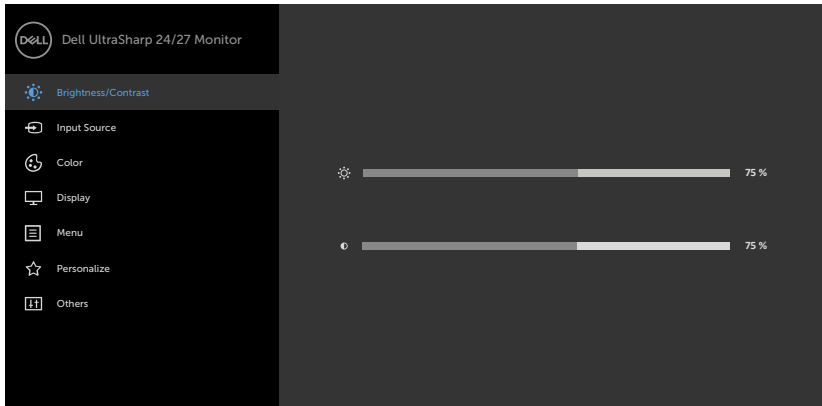 DELL Dell UltraSharp 24/27 Monitor
Brightness/Contrast
Input Source
Color
75 %
Display
Menu
75 %
Personalize
Others